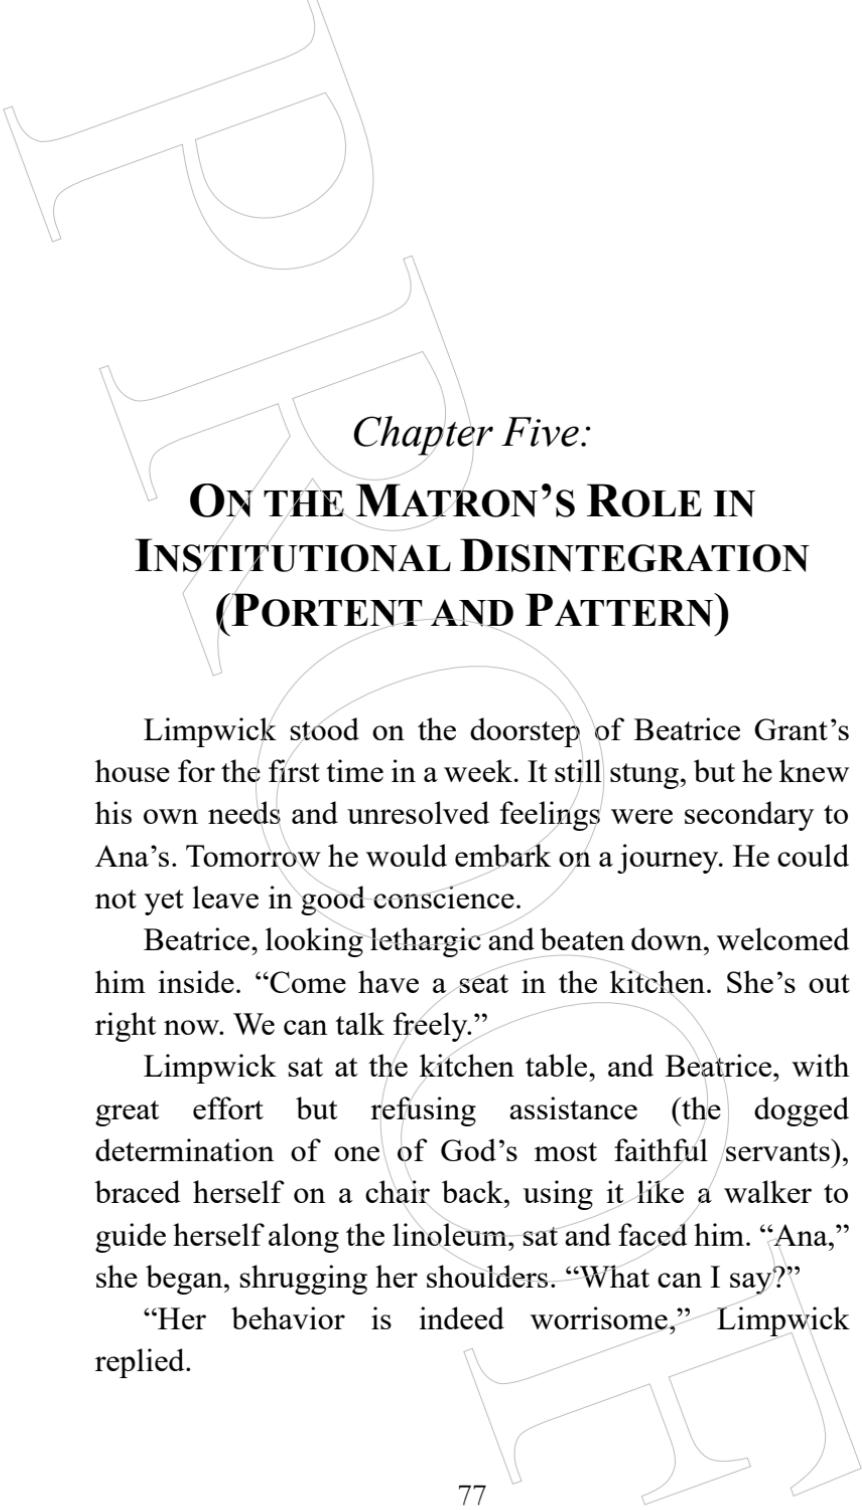 Chapter Five:
ON THE MATRON’S ROLE IN
INSTITUTIONAL DISINTEGRATION
(PORTENT AND PATTERN)
Limpwick stood on the doorstep of Beatrice Grant’s
house for the first time in a week. It still stung, but he knew
his own needs and unresolved feelings were secondary to
Ana’s. Tomorrow he would embark on a journey. He could
not yet leave in good conscience.
Beatrice, looking lethargic and beaten down, welcomed
him inside. “Come have a seat in the kitchen. She’s out
right now. We can talk freely.”
Limpwick sat at the kitchen table, and Beatrice, with
great effort but refusing assistance (the dogged
determination of one of God’s most faithful servants),
braced herself on a chair back, using it like a walker to
guide herself along the linoleum, sat and faced him. “Ana,”
she began, shrugging her shoulders. “What can I say?”
“Her behavior is indeed worrisome,” Limpwick
replied.
77
PROOF